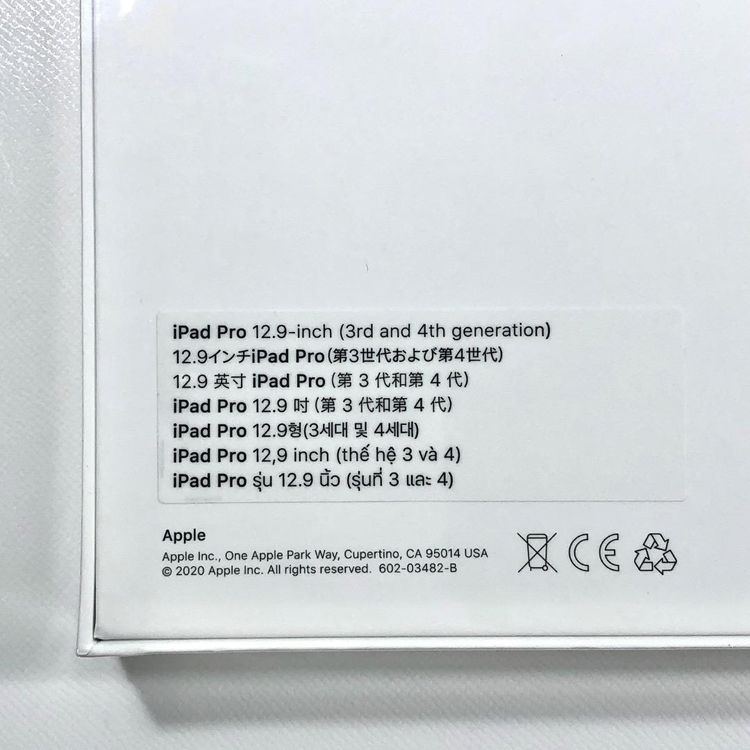 iPad Pro 12.9-inch (3rd and 4th generation)
12.9インチiPad Pro(第3世代および第4世代)
12.9 英寸 iPad Pro (第 3 代和第 4 代)
iPad Pro 12.9 吋 (第 3 代和第 4 代)
iPad Pro 12.9형(3세대 및 4세대)
iPad Pro 12,9 inch (thế hệ 3 và 4)
iPad Pro รุ่น 12.9 นิ้ว (รุ่นที่ 3 และ 4)
Apple
Apple Inc., One Apple Park Way, Cupertino, CA 95014 USA
© 2020 Apple Inc. All rights reserved. 602-03482-B
CE